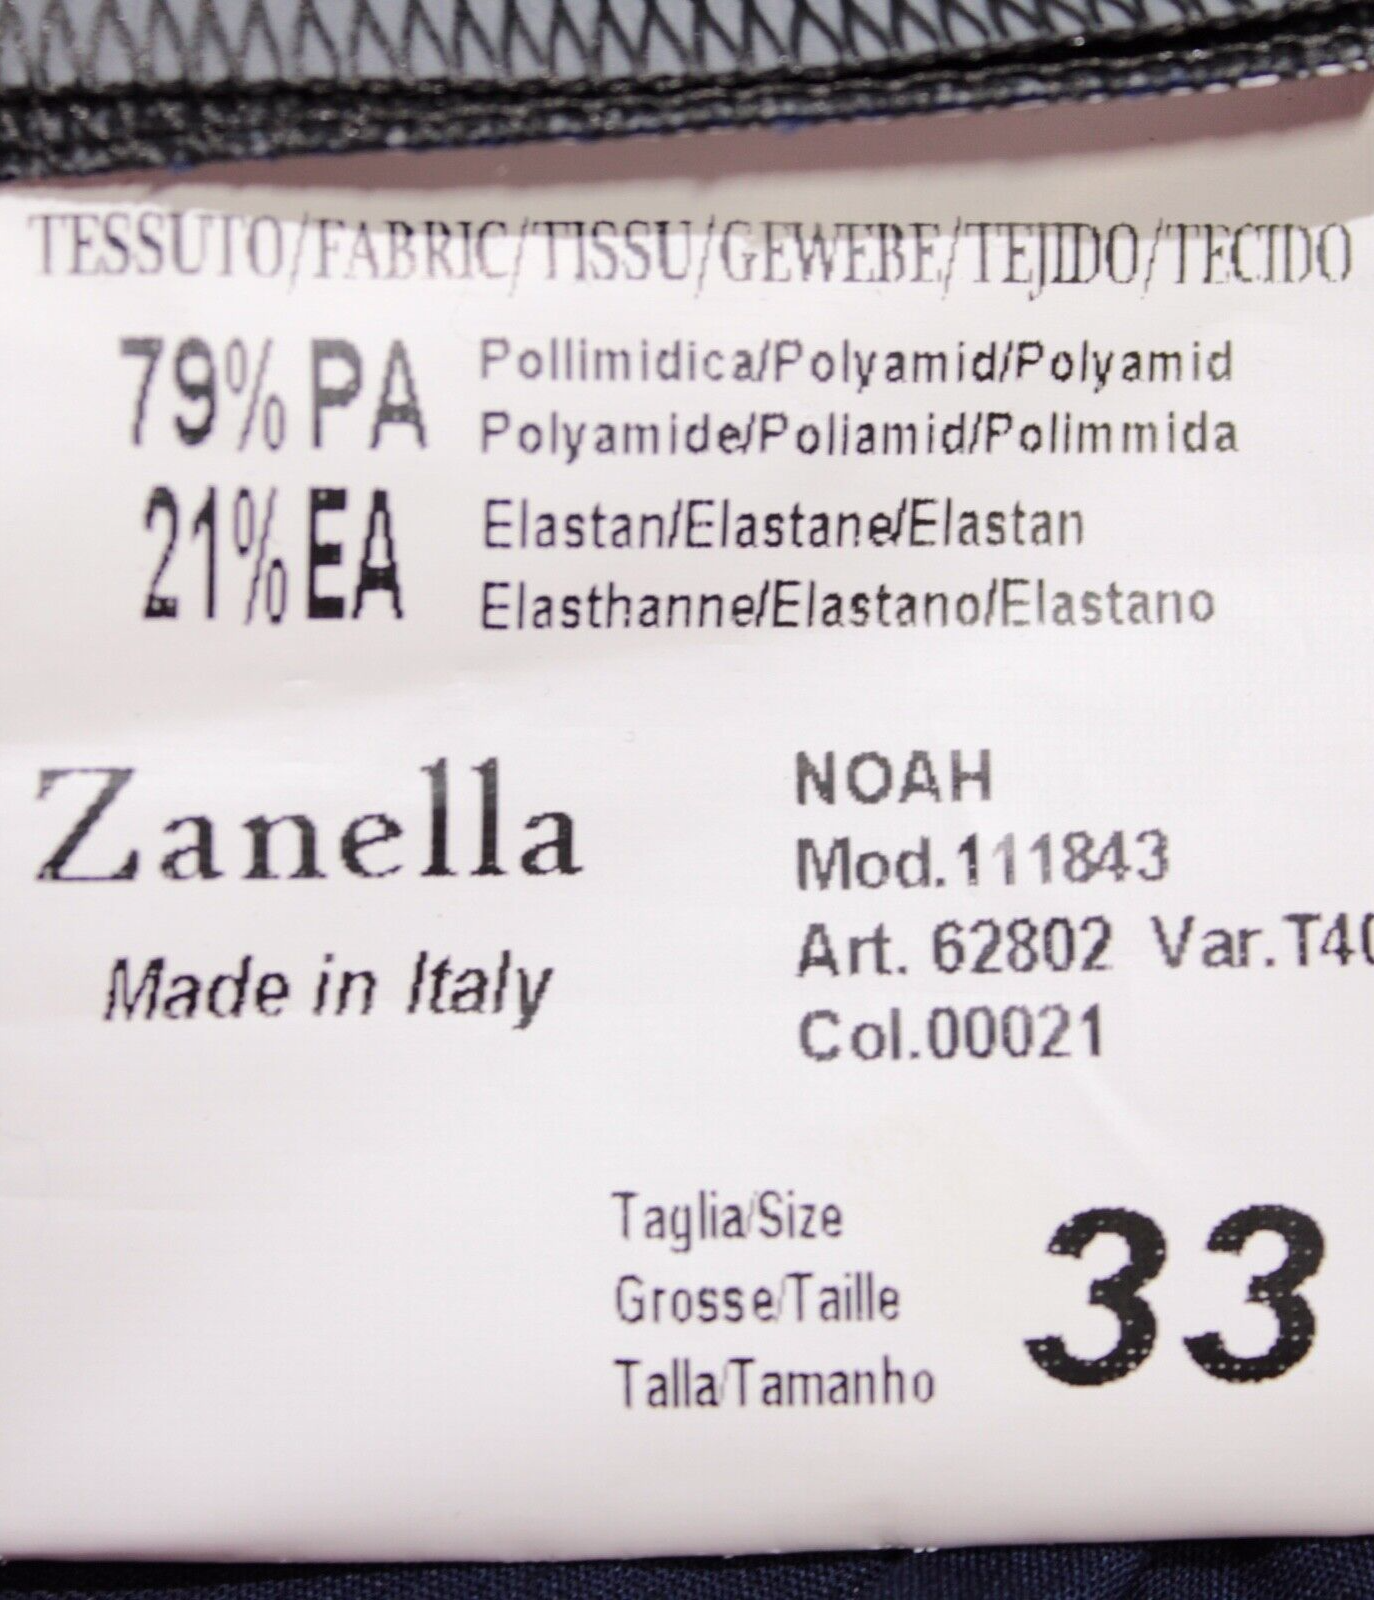 TESSUTO/FABRIC/TISSU/GEWEBE/TEJIDO/TECIDO
79% PA Pollimidica/Polyamid/Polyamid
Polyamide/Poliamid/Polimmida
21% EA Elastan/Elastane/Elastan
Elasthanne/Elastano/Elastano
Zanella
Made in Italy
NOAH
Mod.111843
Art. 62802 Var.T40
Col.00021
Taglia/Size
Grosse/Taille
Talla/Tamanho
33